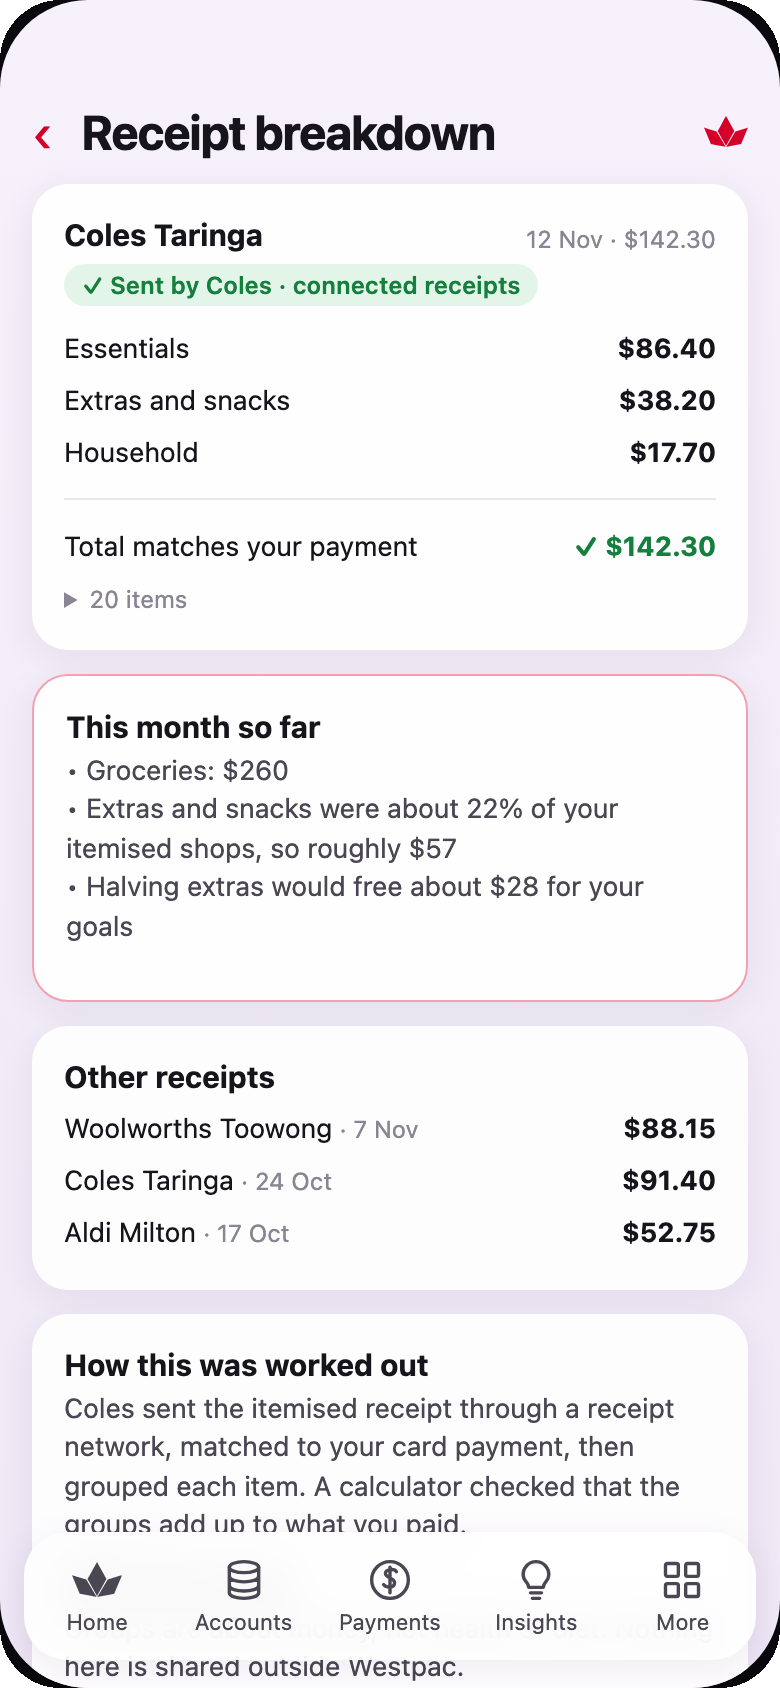 Receipt breakdown
Coles Taringa
12 Nov · $142.30
✓ Sent by Coles · connected receipts
Essentials $86.40
Extras and snacks $38.20
Household $17.70
Total matches your payment ✓ $142.30
▶ 20 items
This month so far
• Groceries: $260
• Extras and snacks were about 22% of your
itemised shops, so roughly $57
• Halving extras would free about $28 for your
goals
Other receipts
Woolworths Toowong · 7 Nov $88.15
Coles Taringa · 24 Oct $91.40
Aldi Milton · 17 Oct $52.75
How this was worked out
Coles sent the itemised receipt through a receipt
network, matched to your card payment, then
grouped each item. A calculator checked that the
groups add up to what you paid.
Home Accounts Payments Insights More
here is shared outside Westpac.